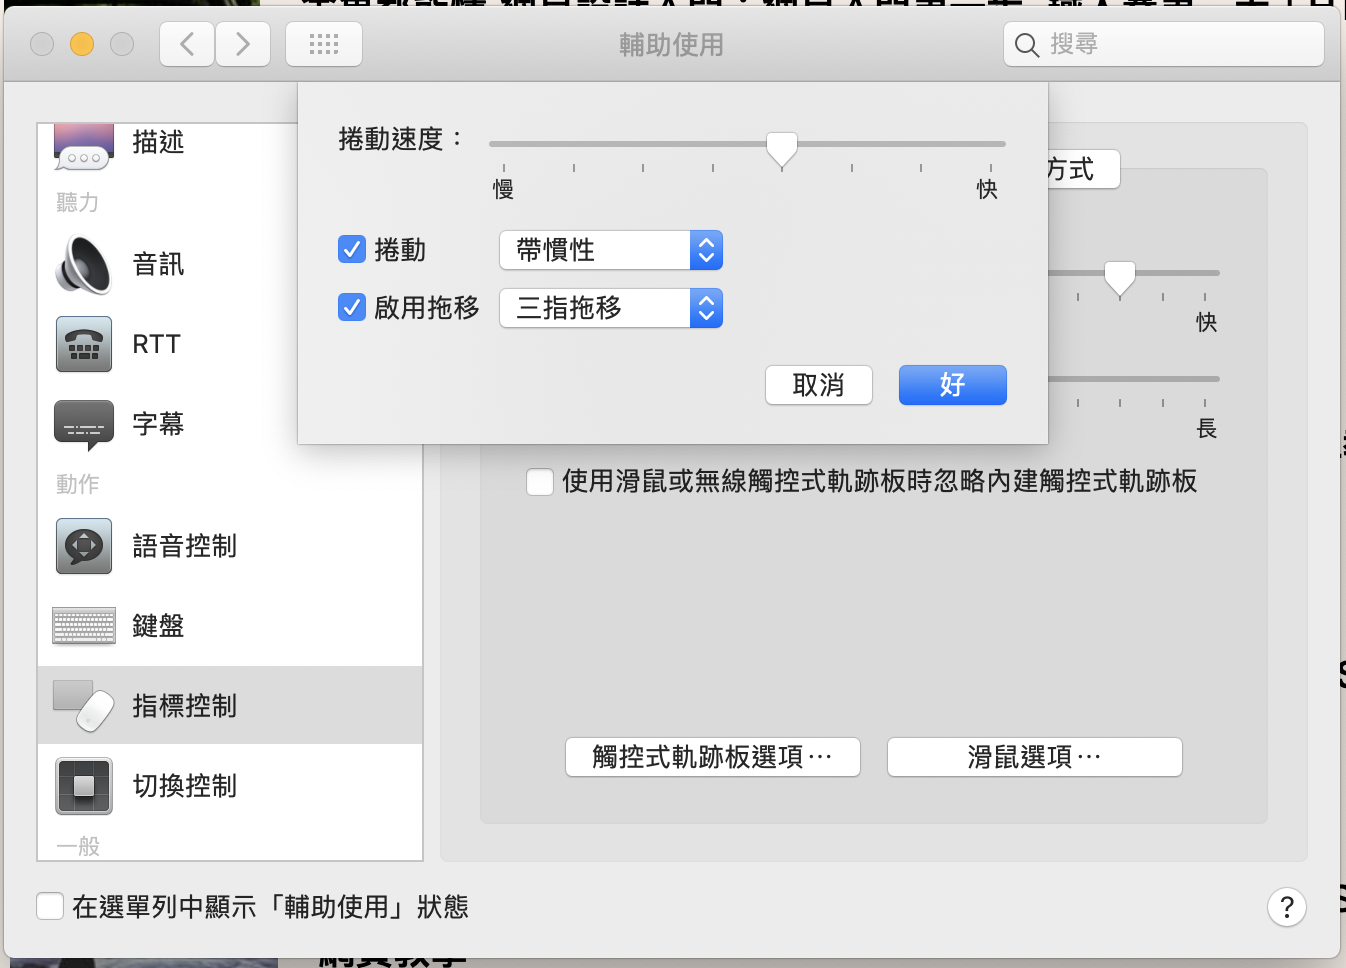 輔助使用
搜尋
描述
聽力
音訊
RTT
字幕
動作
語音控制
鍵盤
指標控制
切換控制
一般
捲動速度：
慢
快
捲動
帶慣性
啟用拖移
三指拖移
取消
好
方式
快
長
使用滑鼠或無線觸控式軌跡板時忽略內建觸控式軌跡板
觸控式軌跡板選項⋯
滑鼠選項⋯
在選單列中顯示「輔助使用」狀態
?